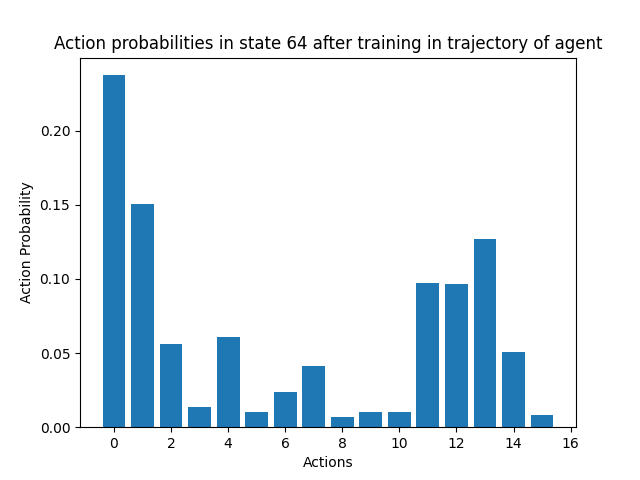 Action probabilities in state 64 after training in trajectory of agent
Action Probability
0.20
0.15
0.10
0.05
0.00
0 2 4 6 8 10 12 14 16
Actions